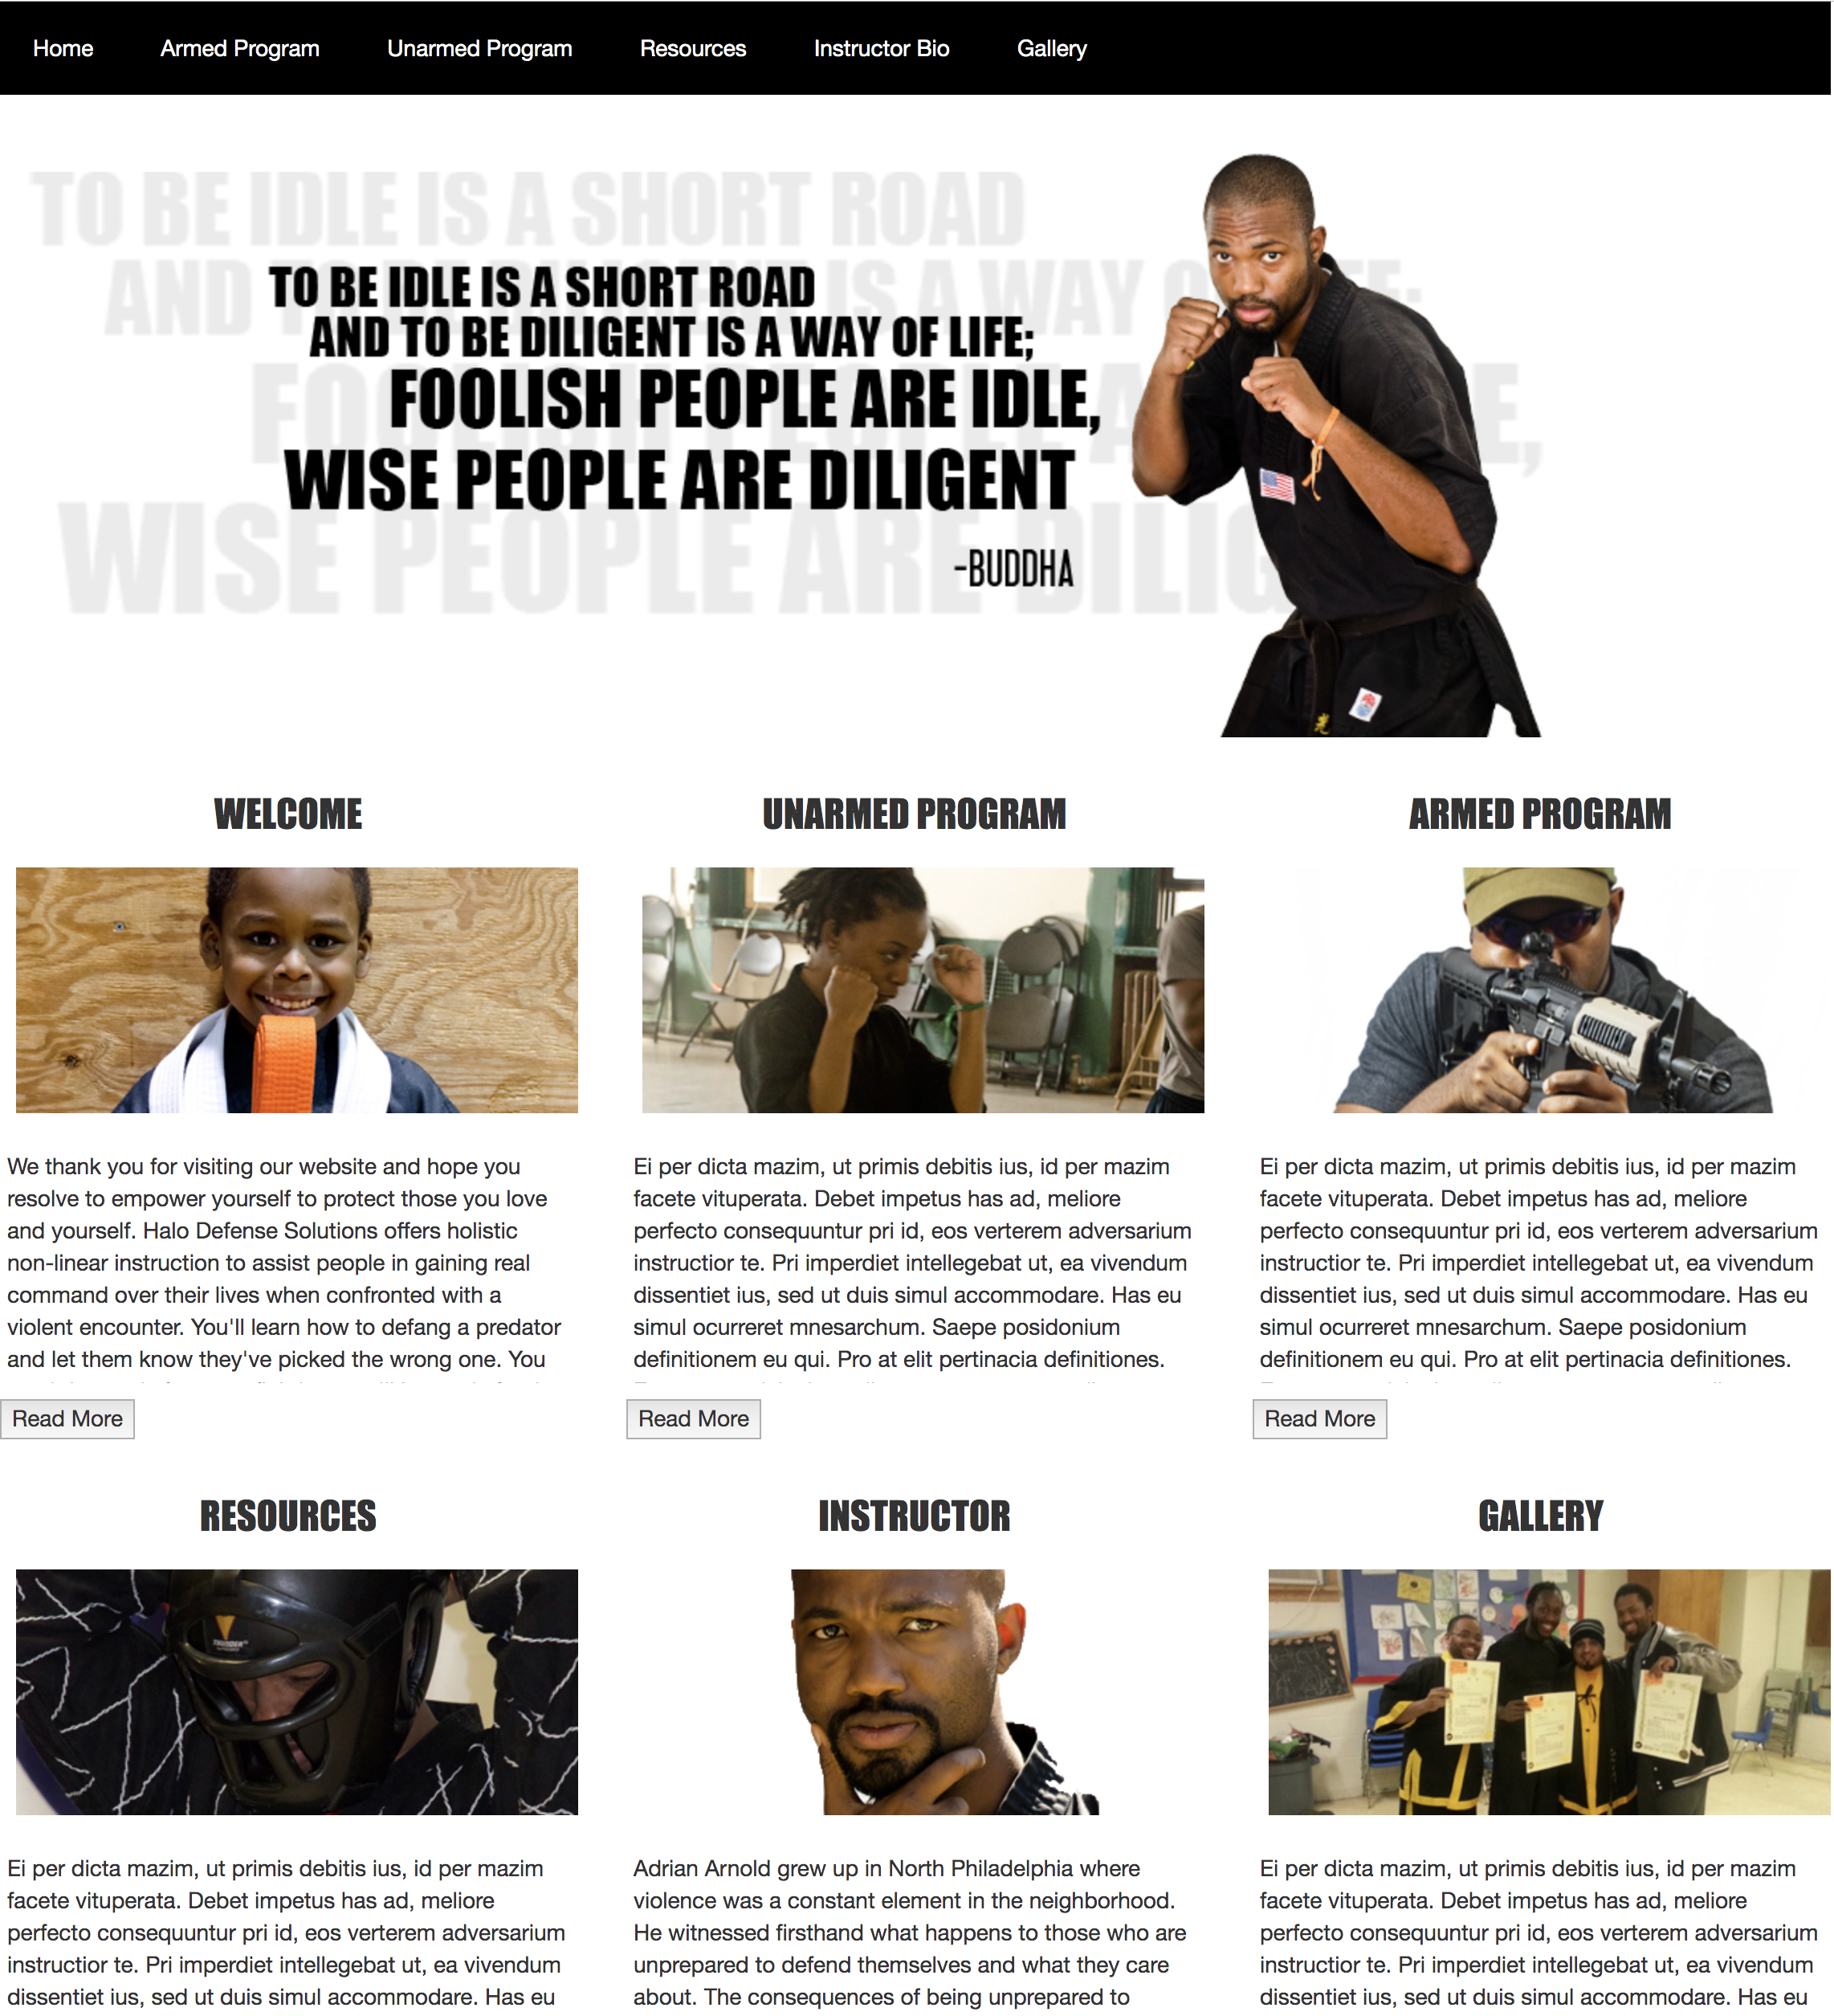 Home Armed Program Unarmed Program Resources Instructor Bio Gallery
TO BE IDLE IS A SHORT ROAD
AND TO BE DILIGENT IS A WAY OF LIFE;
FOOLISH PEOPLE ARE IDLE,
WISE PEOPLE ARE DILIGENT
-BUDDHA
WELCOME
We thank you for visiting our website and hope you
resolve to empower yourself to protect those you love
and yourself. Halo Defense Solutions offers holistic
non-linear instruction to assist people in gaining real
command over their lives when confronted with a
violent encounter. You'll learn how to defang a predator
and let them know they've picked the wrong one. You
Read More
UNARMED PROGRAM
Ei per dicta mazim, ut primis debitis ius, id per mazim
facete vituperata. Debet impetus has ad, meliore
perfecto consequuntur pri id, eos verterem adversarium
instructior te. Pri imperdiet intellegebat ut, ea vivendum
dissentiet ius, sed ut duis simul accommodare. Has eu
simul ocurreret mnesarchum. Saepe posidonium
definitionem eu qui. Pro at elit pertinacia definitiones.
Read More
ARMED PROGRAM
Ei per dicta mazim, ut primis debitis ius, id per mazim
facete vituperata. Debet impetus has ad, meliore
perfecto consequuntur pri id, eos verterem adversarium
instructior te. Pri imperdiet intellegebat ut, ea vivendum
dissentiet ius, sed ut duis simul accommodare. Has eu
simul ocurreret mnesarchum. Saepe posidonium
definitionem eu qui. Pro at elit pertinacia definitiones.
Read More
RESOURCES
THUNDER
Ei per dicta mazim, ut primis debitis ius, id per mazim
facete vituperata. Debet impetus has ad, meliore
perfecto consequuntur pri id, eos verterem adversarium
instructior te. Pri imperdiet intellegebat ut, ea vivendum
dissentiet ius, sed ut duis simul accommodare. Has eu
INSTRUCTOR
Adrian Arnold grew up in North Philadelphia where
violence was a constant element in the neighborhood.
He witnessed firsthand what happens to those who are
unprepared to defend themselves and what they care
about. The consequences of being unprepared to
GALLERY
Ei per dicta mazim, ut primis debitis ius, id per mazim
facete vituperata. Debet impetus has ad, meliore
perfecto consequuntur pri id, eos verterem adversarium
instructior te. Pri imperdiet intellegebat ut, ea vivendum
dissentiet ius, sed ut duis simul accommodare. Has eu